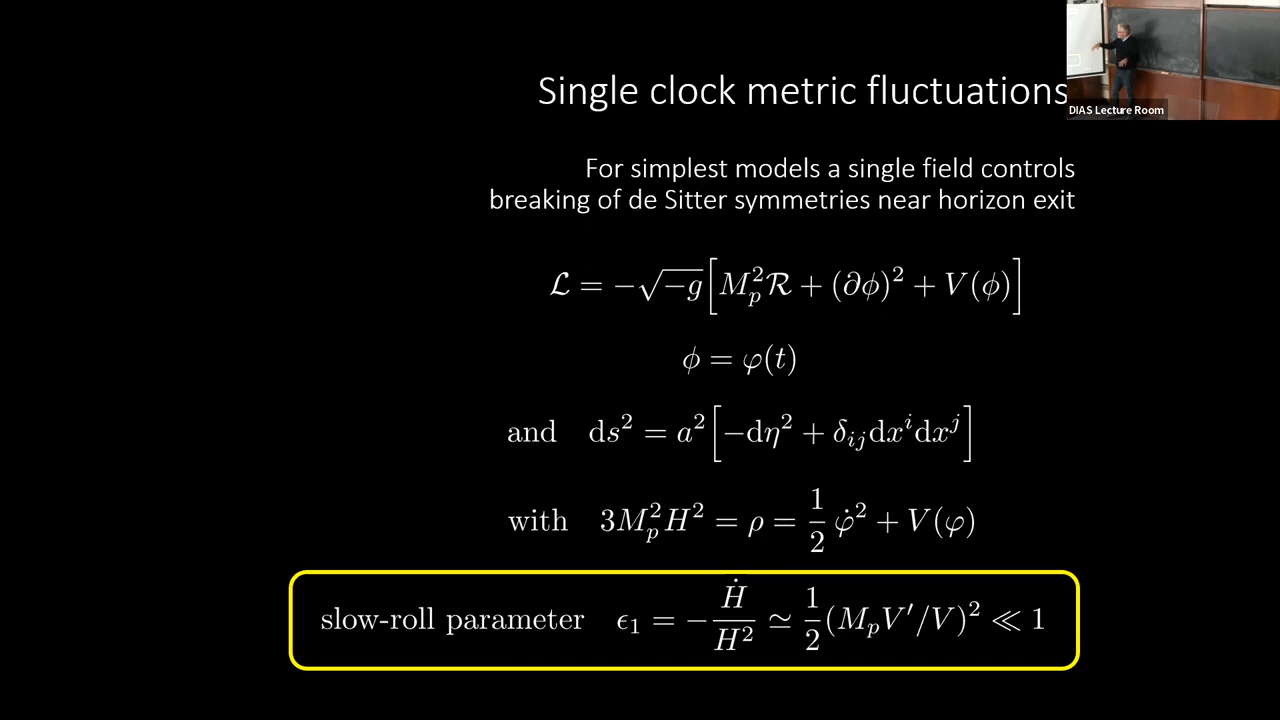 Single clock metric fluctuations
DIAS Lecture Room
For simplest models a single field controls
breaking of de Sitter symmetries near horizon exit
ℒ = −√−g[M_p²ℛ + (∂ϕ)² + V(ϕ)]
ϕ = φ(t)
and ds² = a²[−dη² + δ_ij dx^i dx^j]
with 3M_p²H² = ρ = 1/2 φ̇² + V(φ)
slow-roll parameter ϵ₁ = −Ḣ/H² ≃ 1/2 (M_pV′/V)² ≪ 1